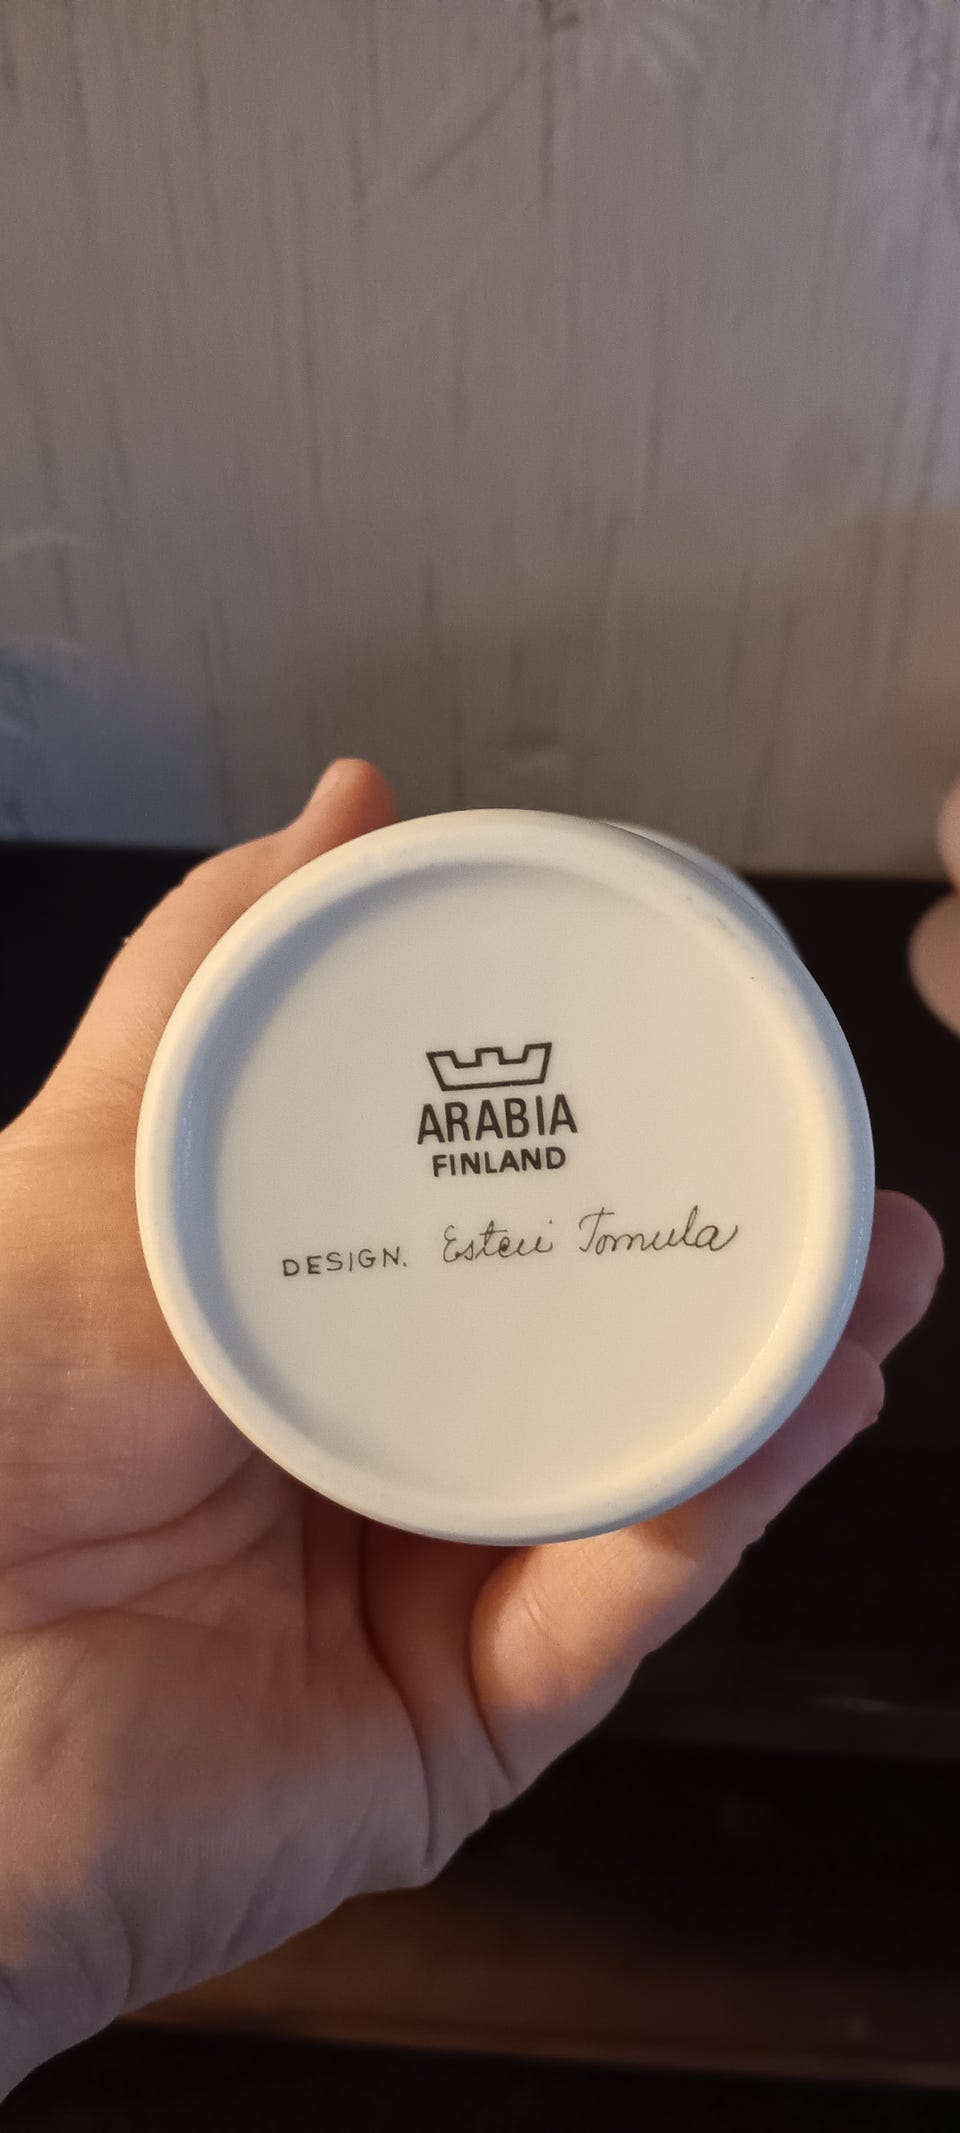 ARABIA
FINLAND
DESIGN. Esteri Tomula